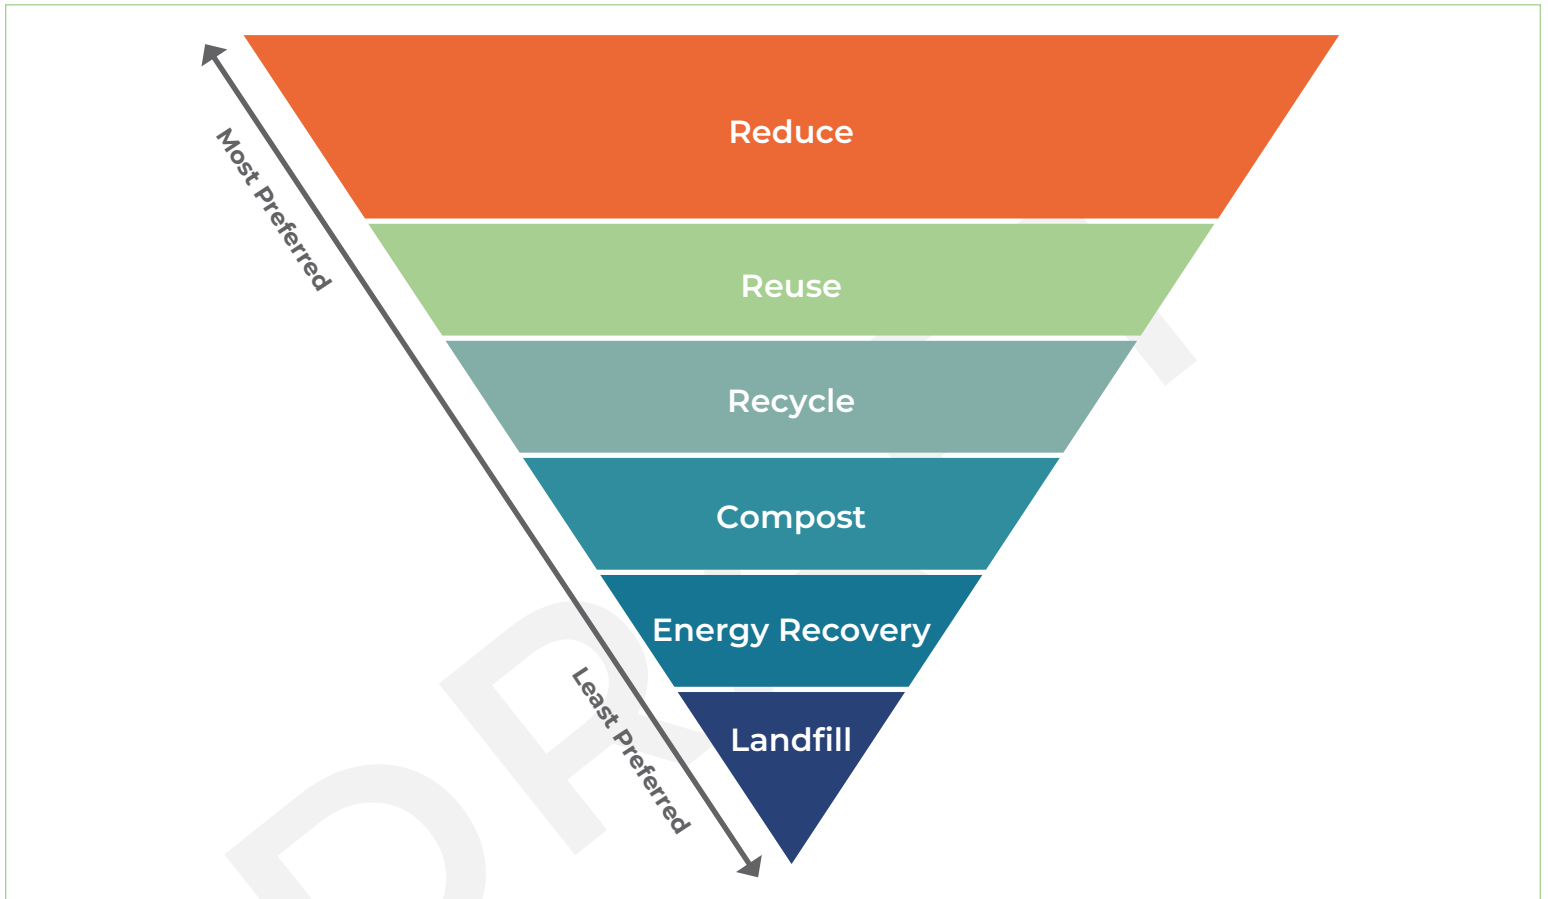 Reduce
Most Preferred
Reuse
Recycle
Compost
Energy Recovery
Least Preferred
Landfill